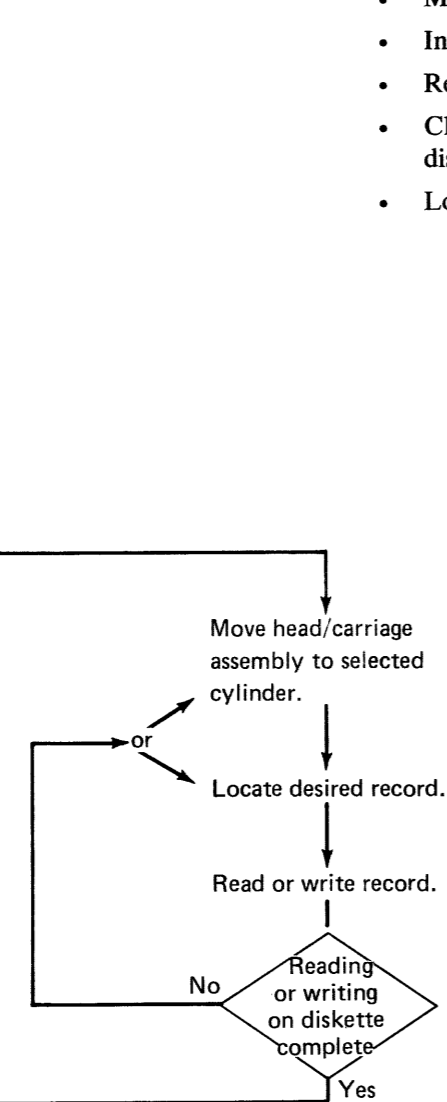 Move head/carriage
assembly to selected
cylinder.
or
Locate desired record.
Read or write record.
No
Reading
or writing
on diskette
complete
Yes